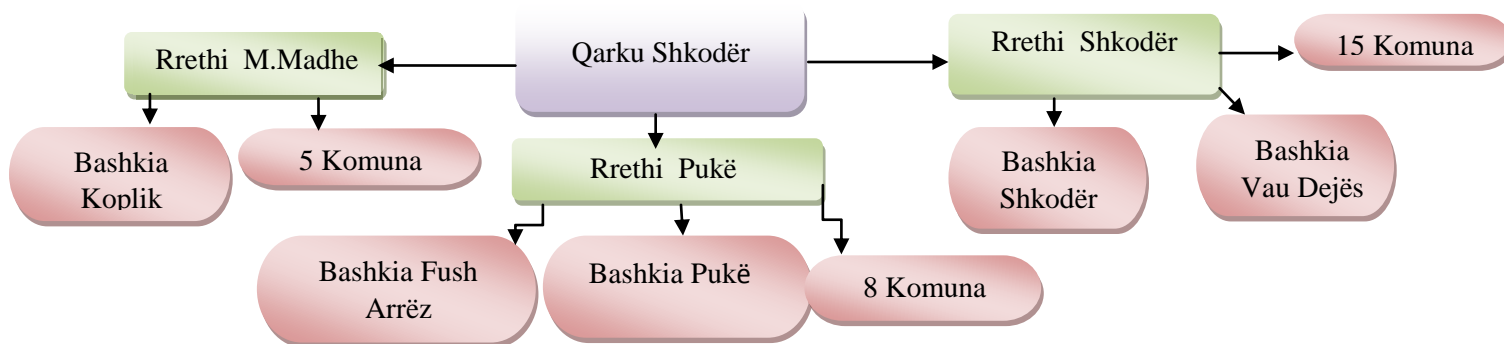 Qarku Shkodër
Rrethi M.Madhe
Bashkia
Koplik
5 Komuna
Rrethi Pukë
Bashkia Fush
Arrëz
Bashkia Pukë
8 Komuna
Rrethi Shkodër
Bashkia
Shkodër
Bashkia
Vau Dejës
15 Komuna